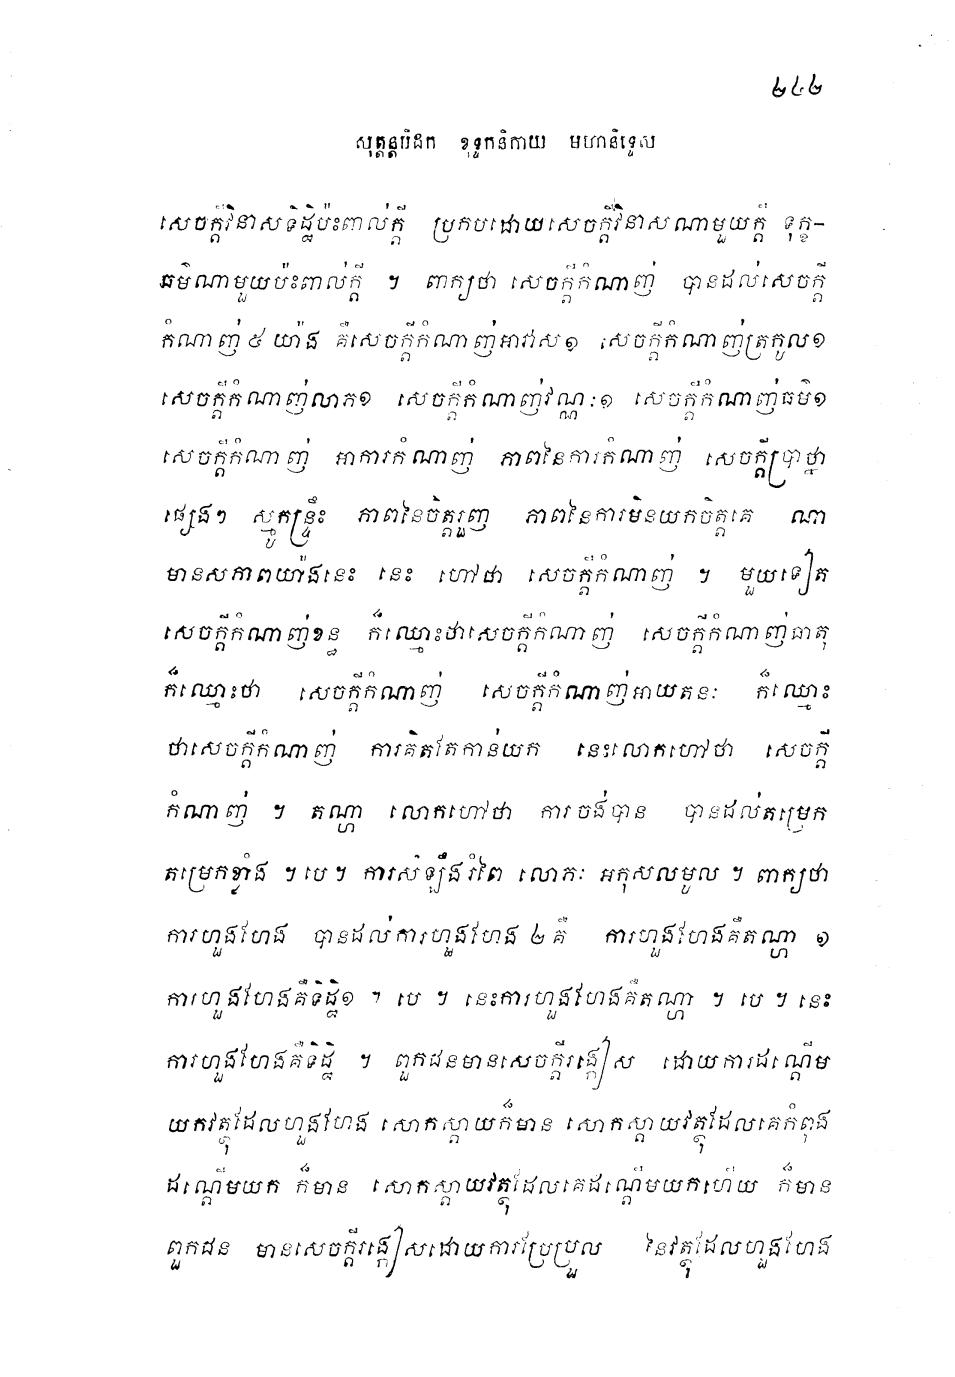 ២៤២
សុត្តន្តបិដក ខុទ្ទកនិកាយ មហានិទ្ទេស
សេចក្តីវិនាសទិដ្ឋិប៉ះពាល់ក្តី ប្រកបដោយសេចក្តីវិនាសណាមួយក្តី ទុក្ខ-
ធម៌ណាមួយប៉ះពាល់ក្តី ។ ពាក្យថា សេចក្តីកំណាញ់ បានដល់សេចក្តី
កំណាញ់ ៥ យ៉ាង គឺសេចក្តីកំណាញ់អាវាស១ សេចក្តីកំណាញ់ត្រកូល១
សេចក្តីកំណាញ់លាភ១ សេចក្តីកំណាញ់វណ្ណៈ១ សេចក្តីកំណាញ់ធម៌១
សេចក្តីកំណាញ់ អាការកំណាញ់ ភាពនៃការកំណាញ់ សេចក្តីប្រាថ្នា
ផ្សេងៗ ស្មូកន្ទ្រឹះ ភាពនៃចិត្តរួញ ភាពនៃការមិនយកចិត្តគេ ណា
មានសភាពយ៉ាងនេះ នេះ ហៅថា សេចក្តីកំណាញ់ ។ មួយទៀត
សេចក្តីកំណាញ់ខន្ធ ក៏ឈ្មោះថាសេចក្តីកំណាញ់ សេចក្តីកំណាញ់ធាតុ
ក៏ឈ្មោះថា សេចក្តីកំណាញ់ សេចក្តីកំណាញ់អាយតនៈ ក៏ឈ្មោះ
ថាសេចក្តីកំណាញ់ ការគិតតែកាន់យក នេះលោកហៅថា សេចក្តី
កំណាញ់ ។ តណ្ហា លោកហៅថា ការចង់បាន បានដល់តម្រេក
តម្រេកខ្លាំង ។ បេ ។ ការសំឡឹងរំពៃ លោភៈ អកុសលមូល ។ ពាក្យថា
ការហួងហែង បានដល់ការហួងហែង ២ គឺ ការហួងហែងគឺតណ្ហា ១
ការហួងហែងគឺទិដ្ឋិ១ ។ បេ ។ នេះការហួងហែងគឺតណ្ហា ។ បេ ។ នេះ
ការហួងហែងគឺទិដ្ឋិ ។ ពួកជនមានសេចក្តីរង្កៀស ដោយការដណ្តើម
យកវត្ថុដែលហួងហែង សោកស្តាយក៏មាន សោកស្តាយវត្ថុដែលគេកំពុង
ដណ្តើមយក ក៏មាន សោកស្តាយវត្ថុដែលគេដណ្តើមយកហើយ ក៏មាន
ពួកជន មានសេចក្តីរង្កៀសដោយការប្រែប្រួល នៃវត្ថុដែលហួងហែង